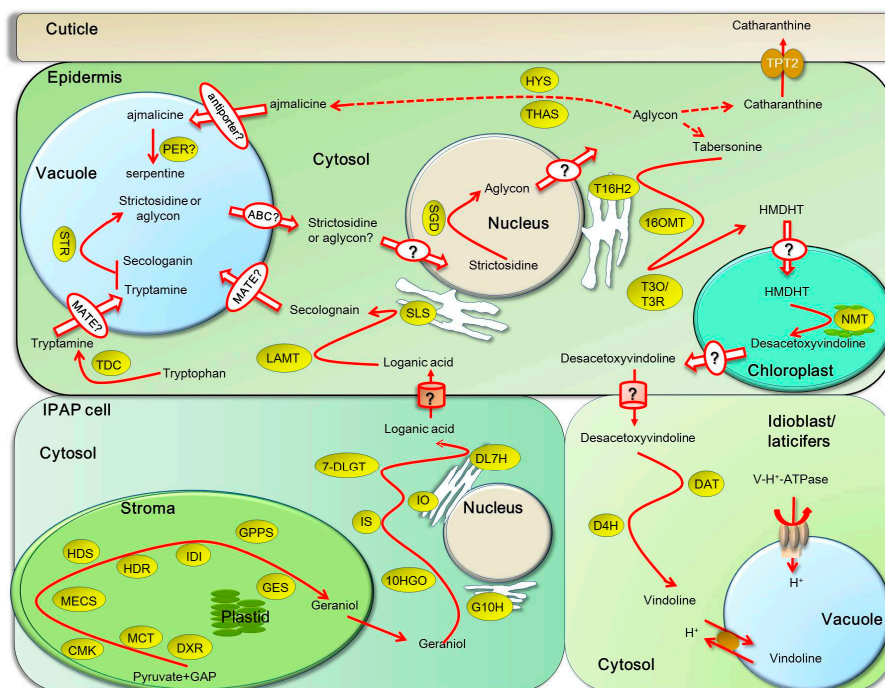 Cuticle
Catharanthine
TPT2
Epidermis
HYS
ajmalicine
antiporter?
ajmalicine
THAS
Aglycon
Catharanthine
PER?
Tabersonine
serpentine
Cytosol
Vacuole
Strictosidine or
aglycon
ABC?
Strictosidine
or aglycon?
?
SGD
Aglycon
?
Nucleus
Strictosidine
T16H2
16OMT
HMDHT
?
STR
Secologanin
Tryptamine
MATE?
MATE?
Secolognain
SLS
T3O/
T3R
HMDHT
NMT
Desacetoxyvindoline
Chloroplast
?
Tryptamine
TDC
Tryptophan
LAMT
Loganic acid
Desacetoxyvindoline
?
?
IPAP cell
Cytosol
Loganic acid
7-DLGT
DL7H
IO
IS
Nucleus
10HGO
G10H
Geraniol
Stroma
GPPS
HDS
HDR
IDI
MECS
GES
Plastid
Geraniol
CMK
MCT
DXR
Pyruvate+GAP
Idioblast/
laticifers
Desacetoxyvindoline
DAT
V-H⁺-ATPase
D4H
H⁺
Vindoline
Vacuole
H⁺
Vindoline
Cytosol